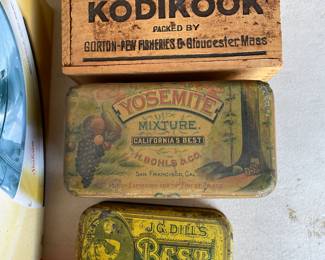 KODIKOOK
PACKED BY
GORTON-PEW FISHERIES Co Gloucester, Mass
YOSEMITE
MIXTURE.
CALIFORNIA'S BEST
H. BOHLS & CO.
SAN FRANCISCO, CAL.
J.G. DILL'S
BEST